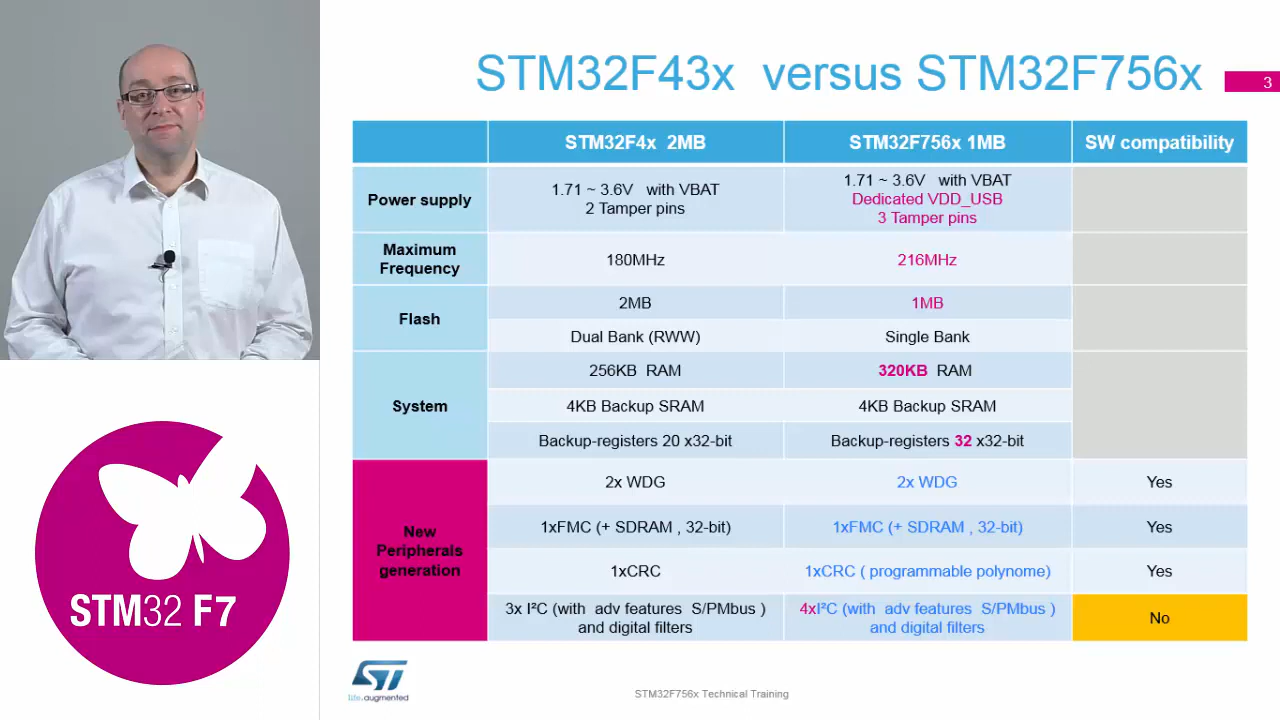 STM32F43x versus STM32F756x
3
STM32F4x 2MB
STM32F756x 1MB
SW compatibility
Power supply
1.71 ~ 3.6V with VBAT
2 Tamper pins
1.71 ~ 3.6V with VBAT
Dedicated VDD_USB
3 Tamper pins
Maximum
Frequency
180MHz
216MHz
Flash
2MB
1MB
Dual Bank (RWW)
Single Bank
System
256KB RAM
320KB RAM
4KB Backup SRAM
4KB Backup SRAM
Backup-registers 20 x32-bit
Backup-registers 32 x32-bit
New
Peripherals
generation
2x WDG
2x WDG
Yes
1xFMC (+ SDRAM , 32-bit)
1xFMC (+ SDRAM , 32-bit)
Yes
1xCRC
1xCRC ( programmable polynome)
Yes
3x I²C (with adv features S/PMbus )
and digital filters
4xI²C (with adv features S/PMbus )
and digital filters
No
STM32 F7
ST
life.augmented
STM32F756x Technical Training